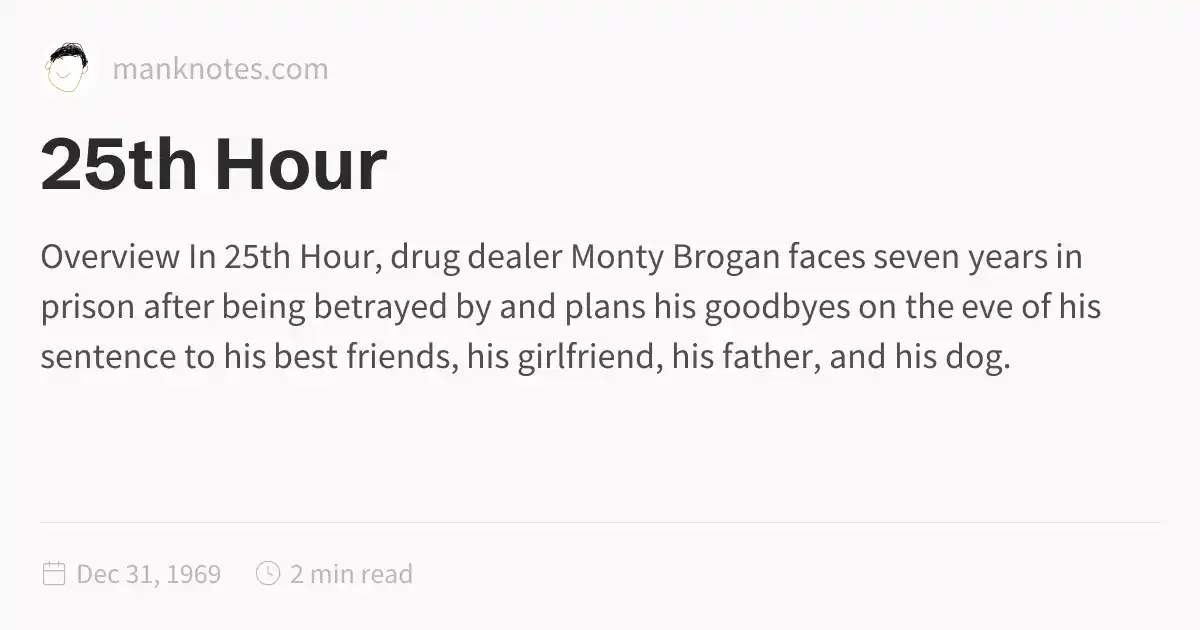 manknotes.com
25th Hour
Overview In 25th Hour, drug dealer Monty Brogan faces seven years in
prison after being betrayed by and plans his goodbyes on the eve of his
sentence to his best friends, his girlfriend, his father, and his dog.
Dec 31, 1969 2 min read